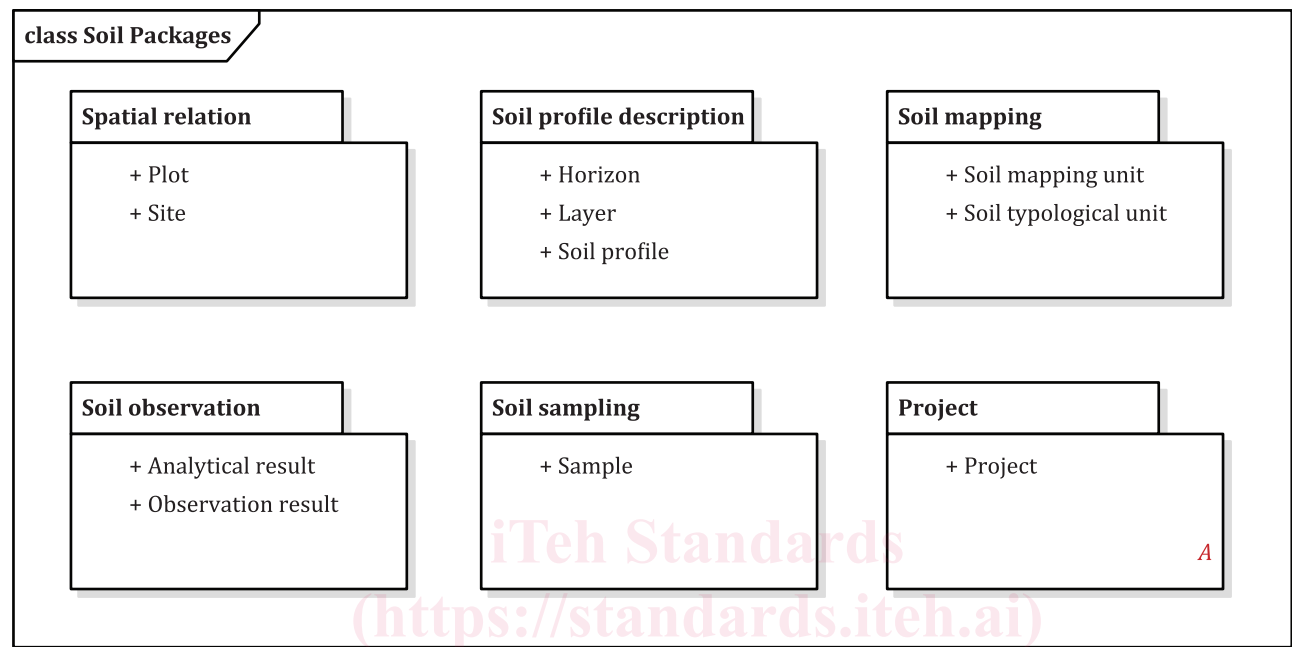 class Soil Packages
Spatial relation
+ Plot
+ Site
Soil profile description
+ Horizon
+ Layer
+ Soil profile
Soil mapping
+ Soil mapping unit
+ Soil typological unit
Soil observation
+ Analytical result
+ Observation result
Soil sampling
+ Sample
Project
+ Project
A
iTeh Standards
(https://standards.iteh.ai)